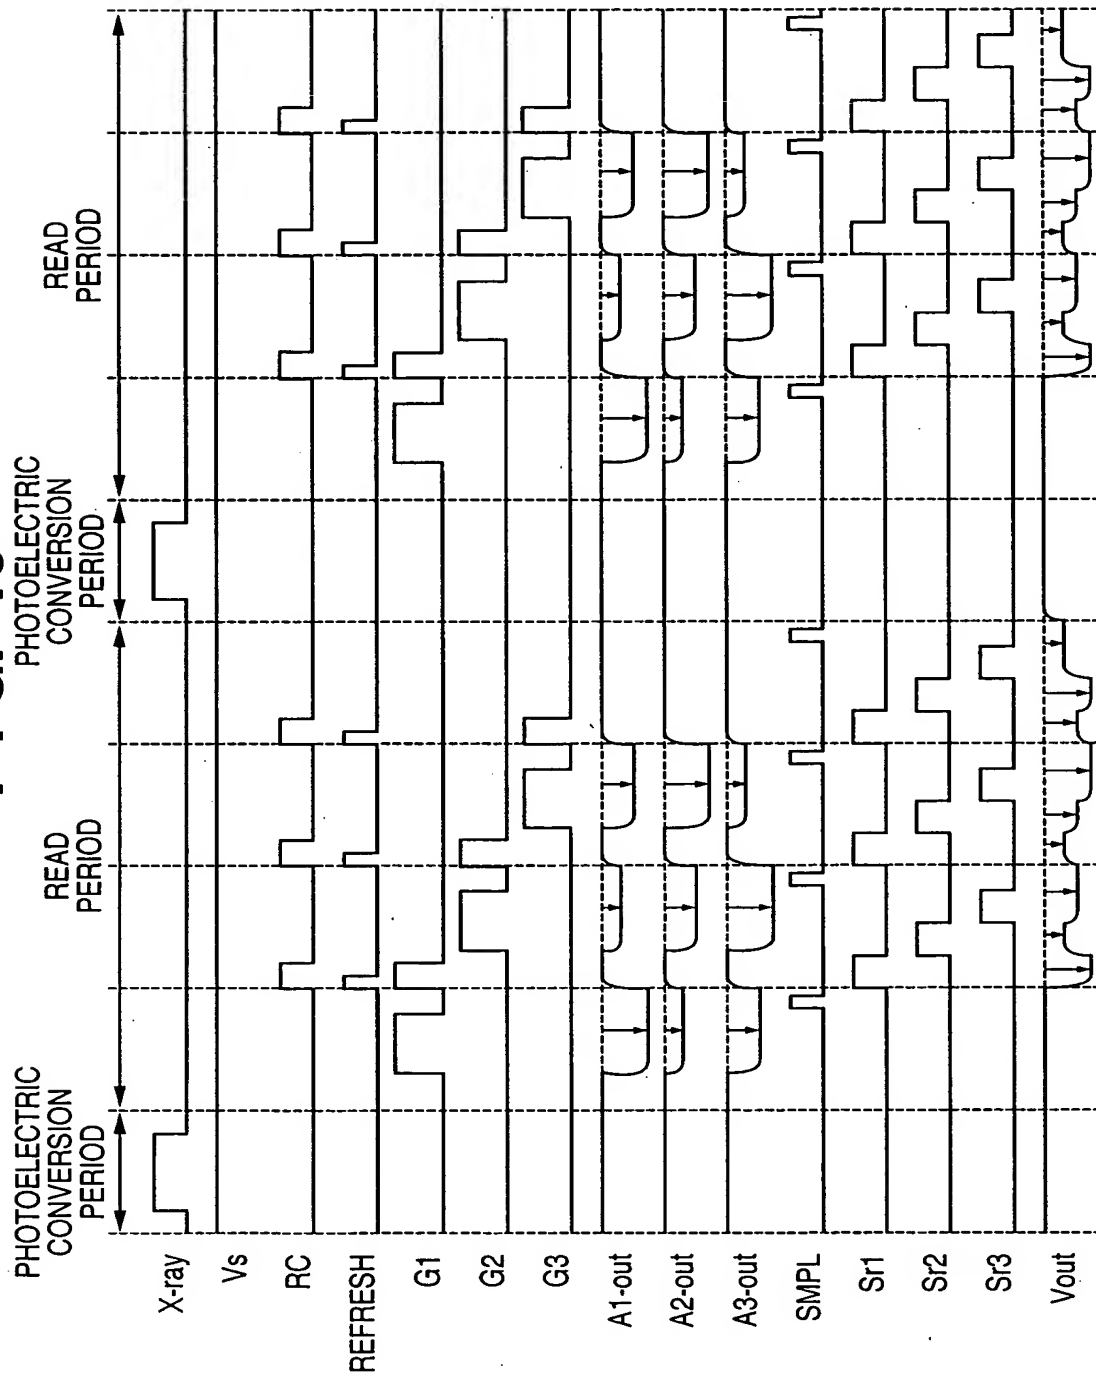 PHOTOELECTRIC
CONVERSION
PERIOD
READ
PERIOD
PHOTOELECTRIC
CONVERSION
PERIOD
READ
PERIOD
X-ray
Vs
RC
REFRESH
G1
G2
G3
A1-out
A2-out
A3-out
SMPL
Sr1
Sr2
Sr3
Vout